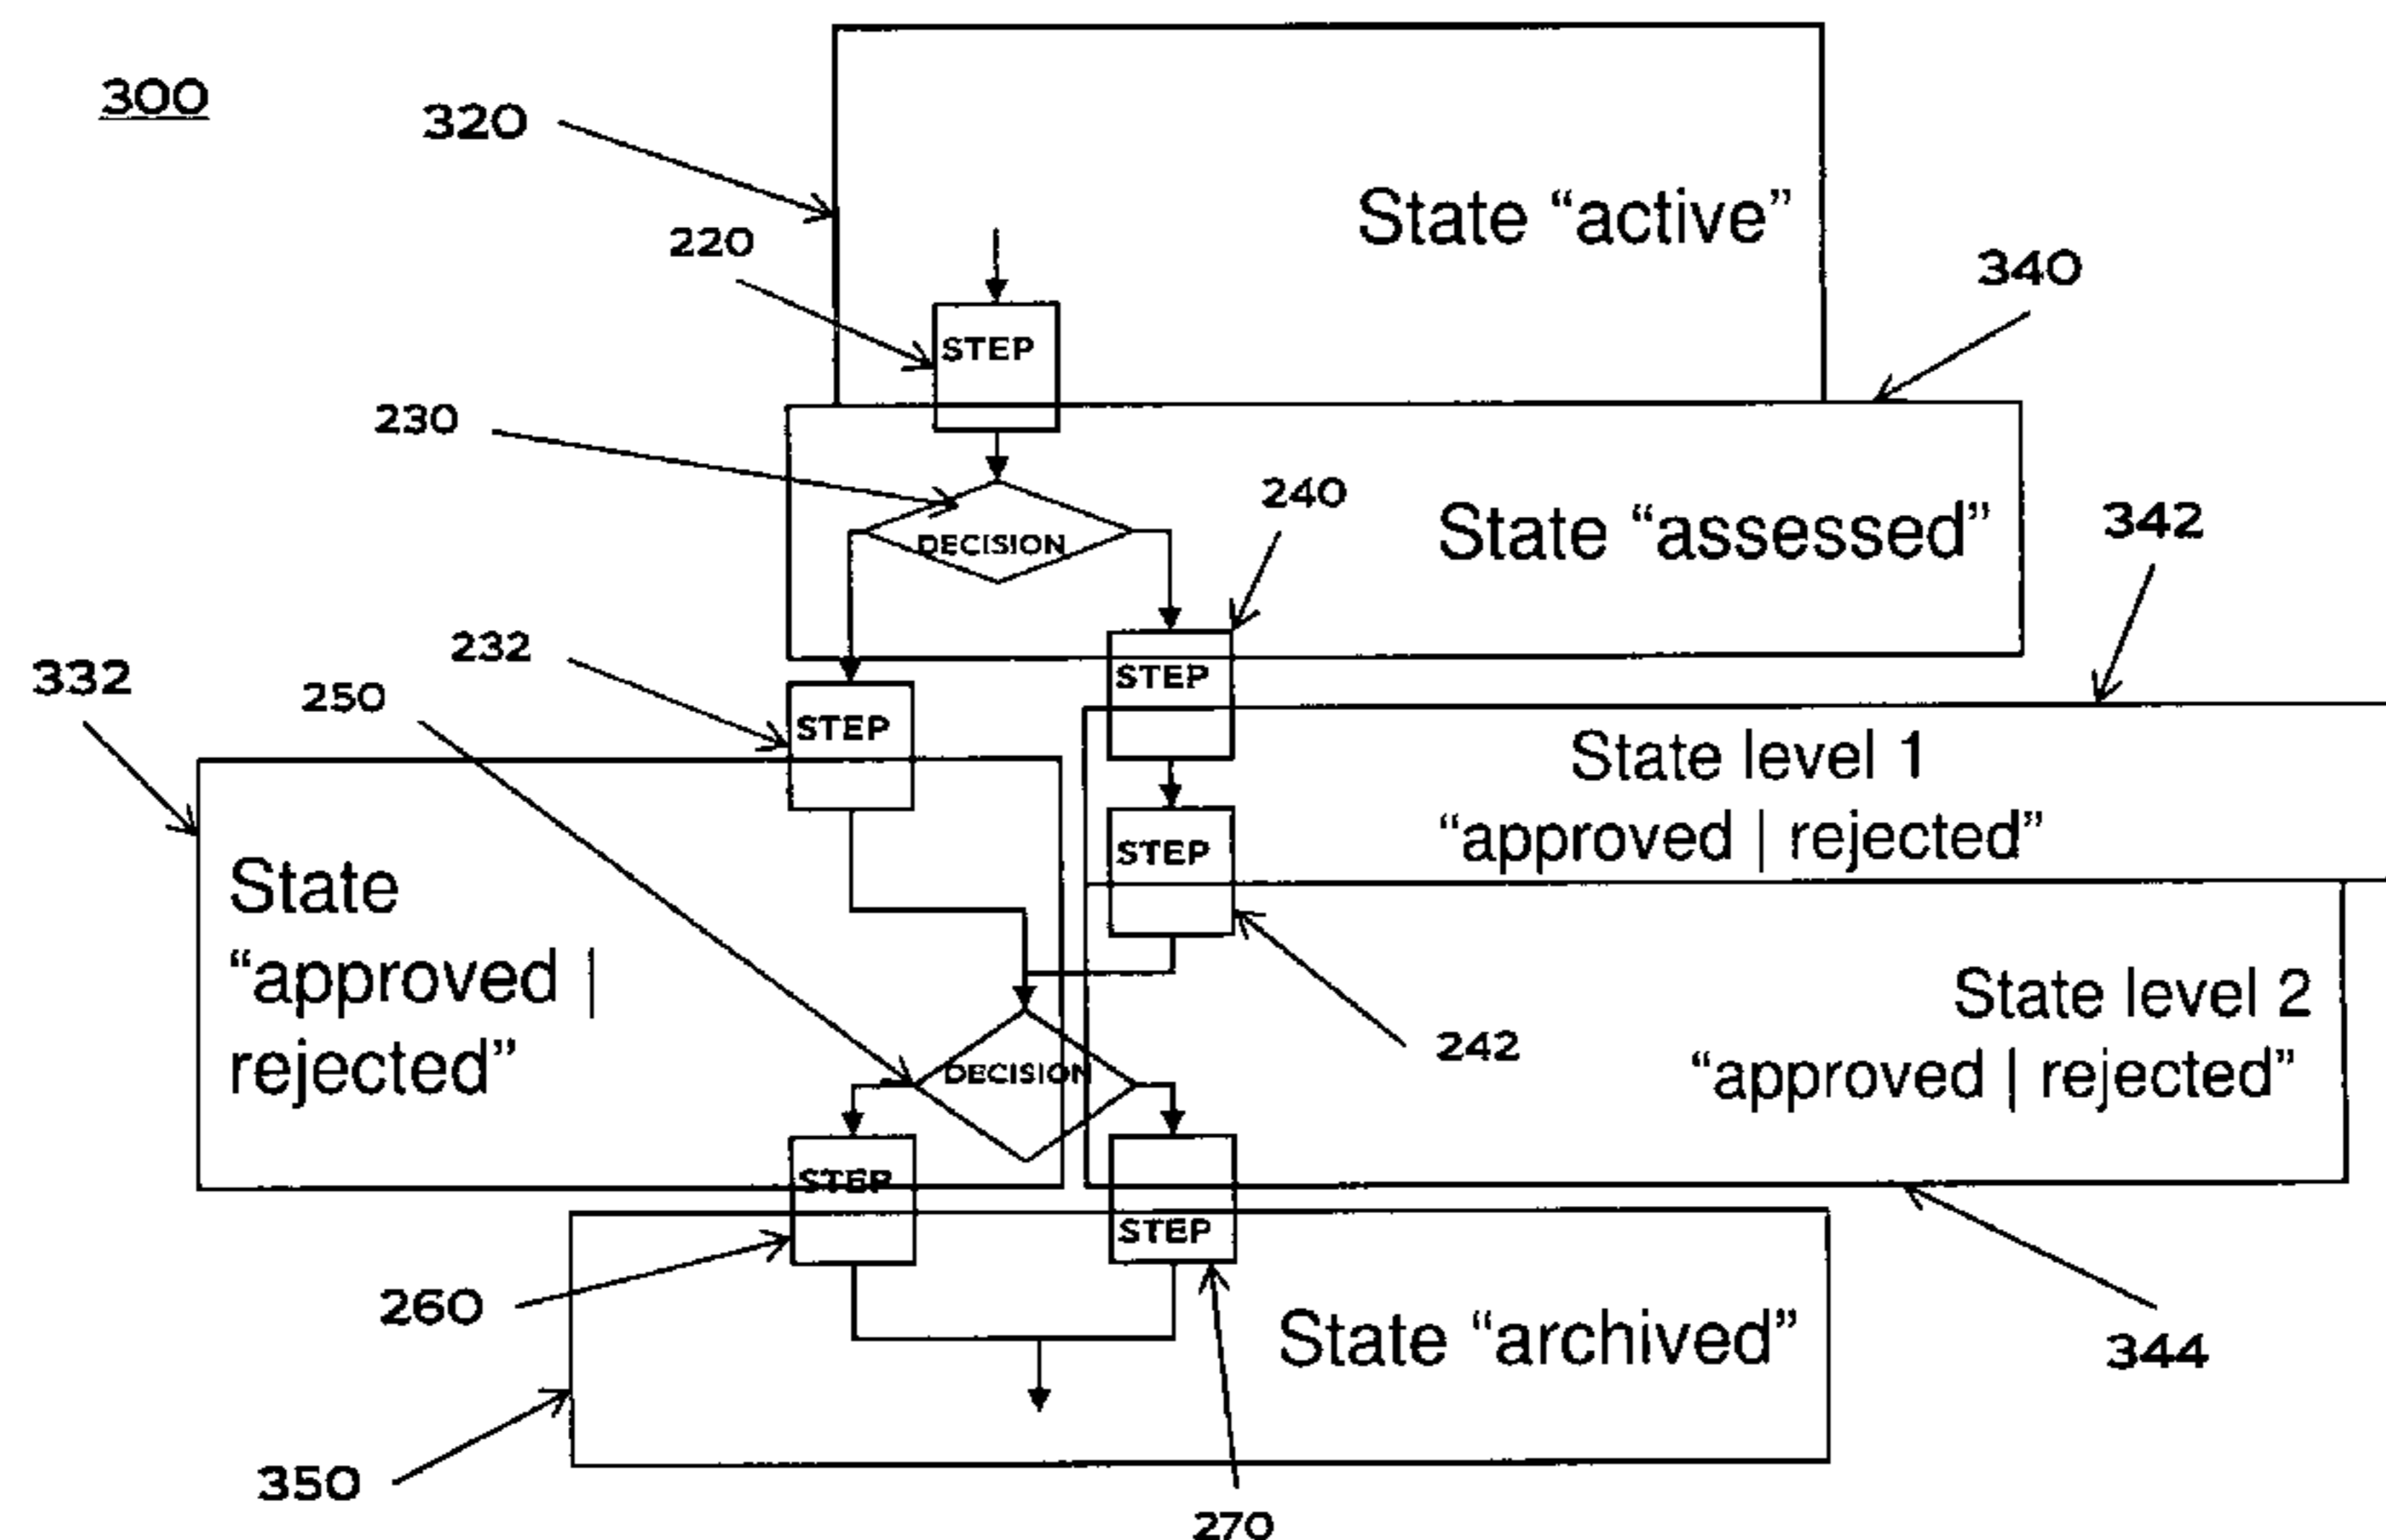 300
320
State “active”
220
340
STEP
230
240
State “assessed”
342
DECISION
232
332
250
STEP
STEP
State level 1
“approved | rejected”
STEP
State
“approved |
rejected”
State level 2
“approved | rejected”
242
DECISION
STEP
STEP
260
State “archived”
344
350
270